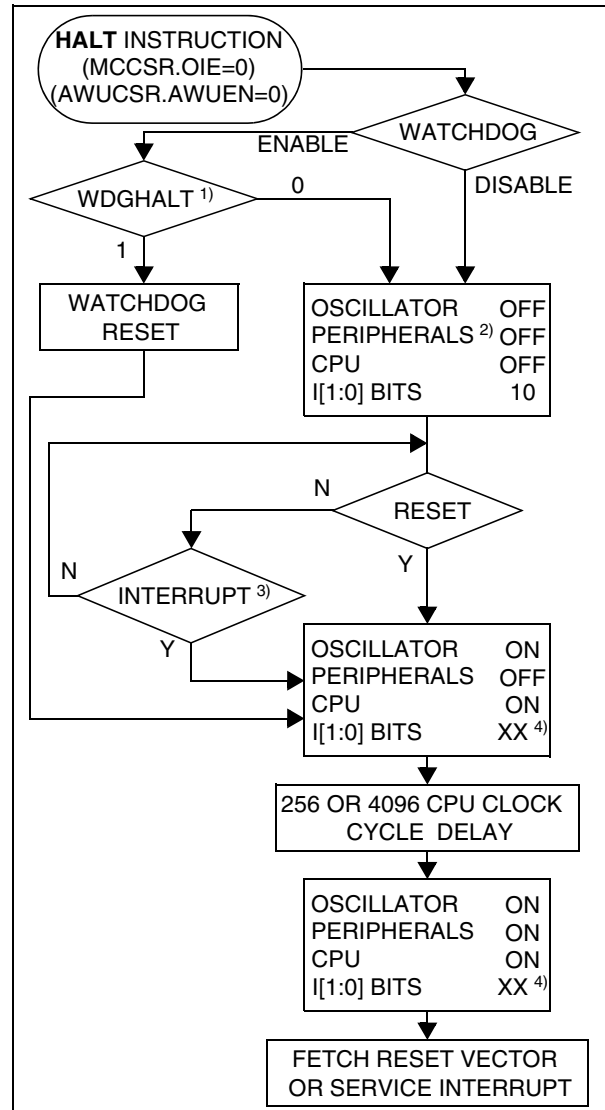 HALT INSTRUCTION
(MCCSR.OIE=0)
(AWUCSR.AWUEN=0)
WATCHDOG
ENABLE
DISABLE
WDGHALT 1)
0
1
WATCHDOG
RESET
OSCILLATOR OFF
PERIPHERALS 2) OFF
CPU OFF
I[1:0] BITS 10
N
RESET
Y
N
INTERRUPT 3)
Y
OSCILLATOR ON
PERIPHERALS OFF
CPU ON
I[1:0] BITS XX 4)
256 OR 4096 CPU CLOCK
CYCLE DELAY
OSCILLATOR ON
PERIPHERALS ON
CPU ON
I[1:0] BITS XX 4)
FETCH RESET VECTOR
OR SERVICE INTERRUPT